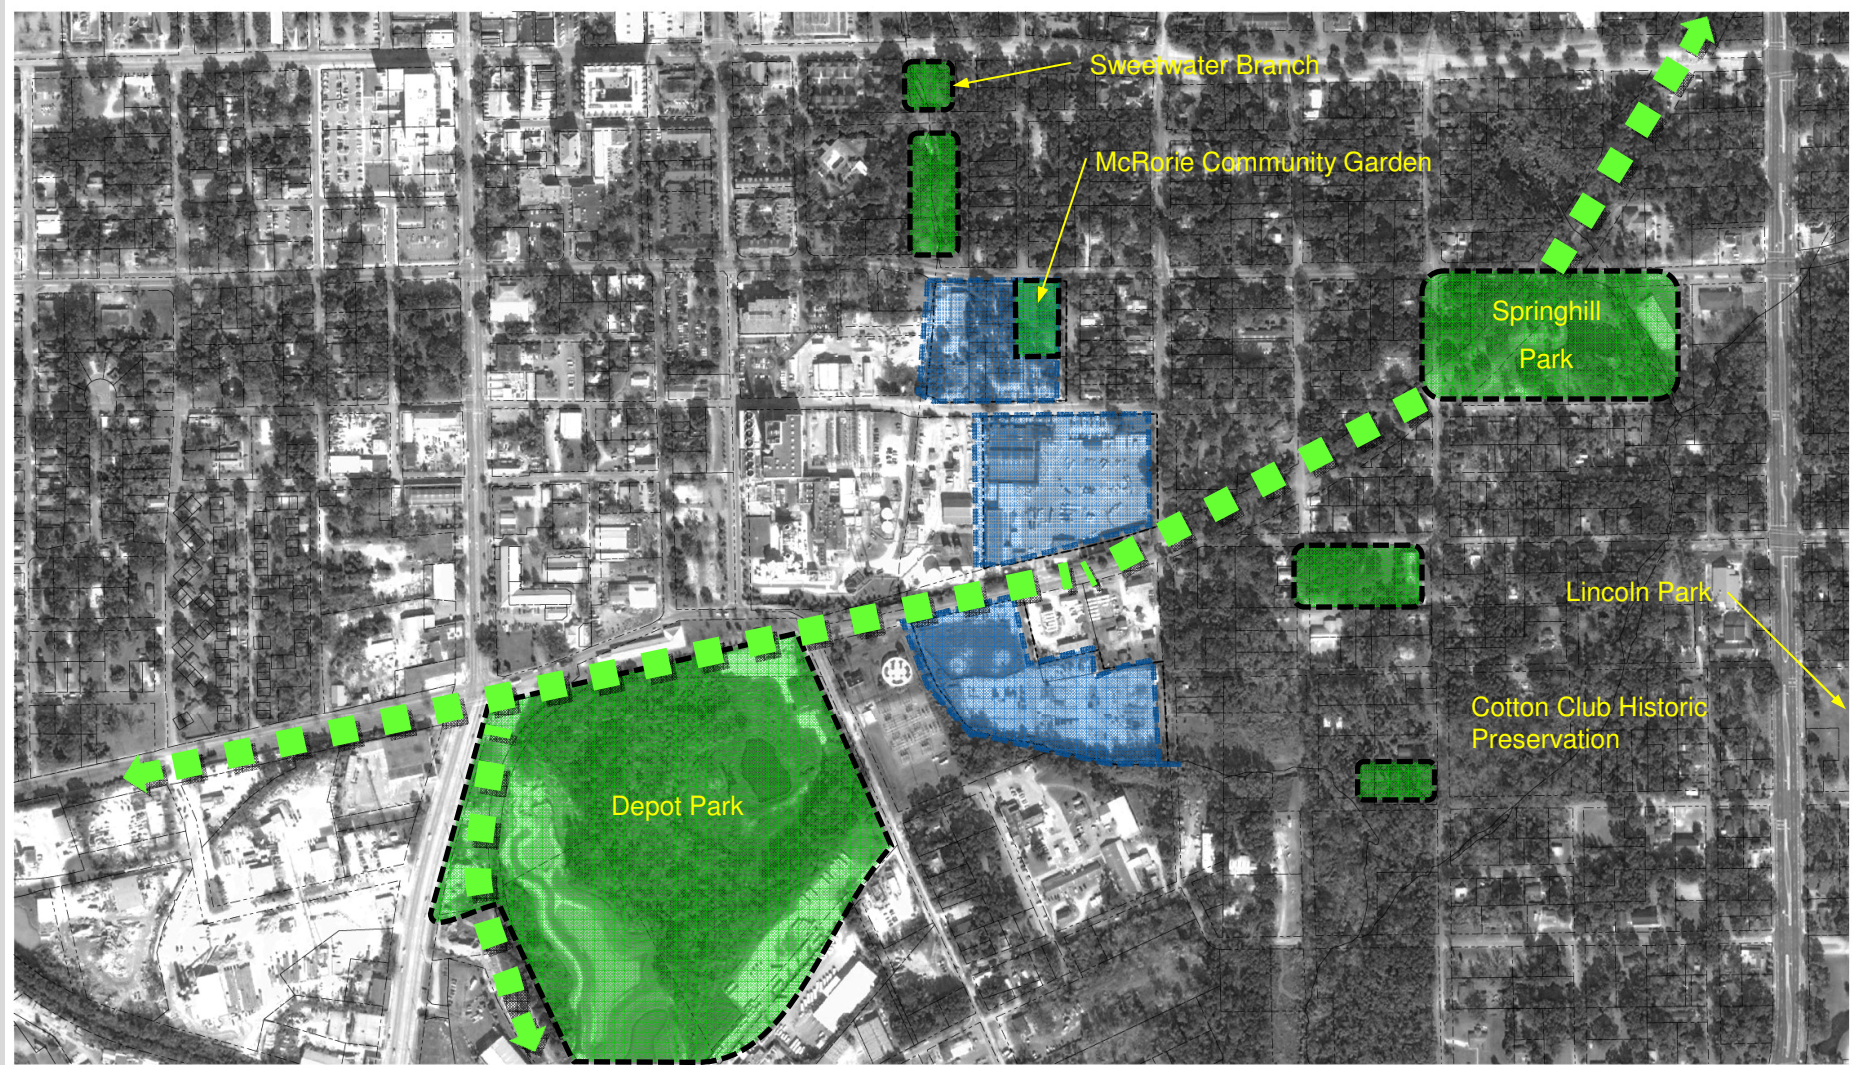 Sweetwater Branch
McRorie Community Garden
Springhill
Park
Lincoln Park
Cotton Club Historic
Preservation
Depot Park